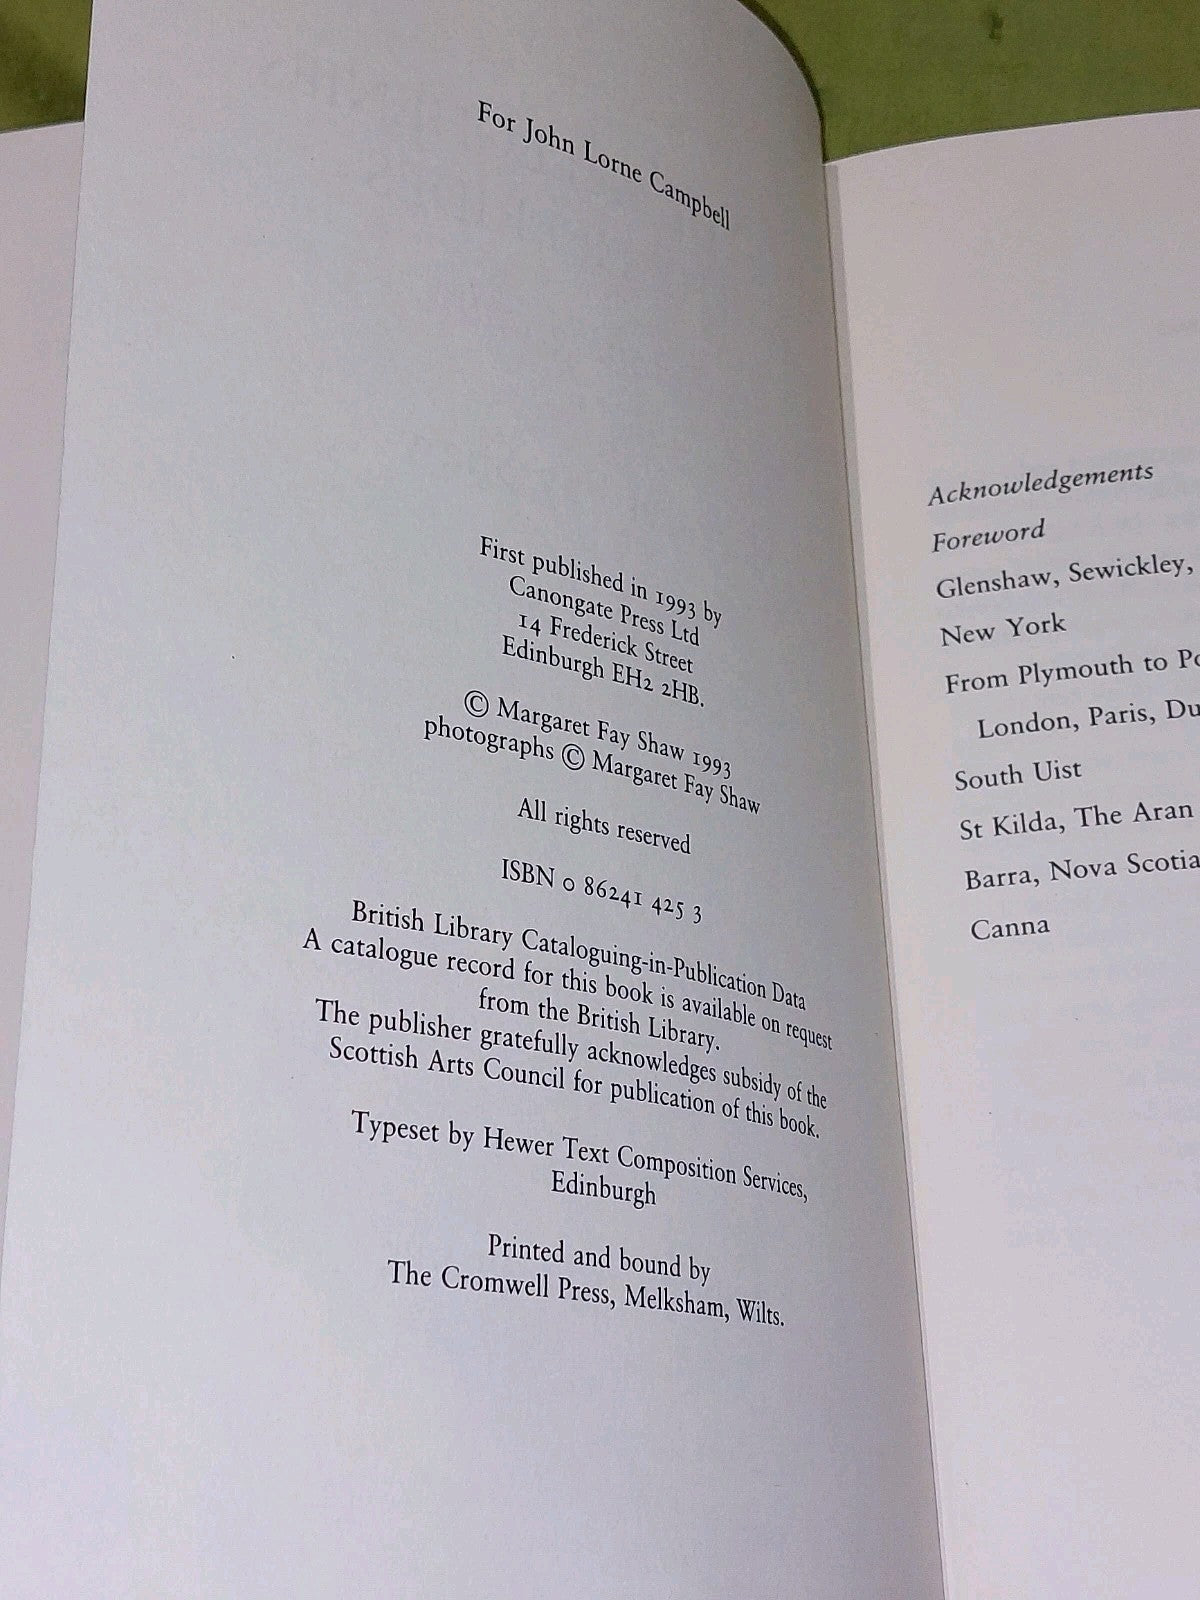 For John Lorne Campbell
First published in 1993 by
Canongate Press Ltd
14 Frederick Street
Edinburgh EH2 2HB.
© Margaret Fay Shaw 1993
photographs © Margaret Fay Shaw
All rights reserved
ISBN 0 86241 425 3
British Library Cataloguing-in-Publication Data
A catalogue record for this book is available on request
from the British Library.
The publisher gratefully acknowledges subsidy of the
Scottish Arts Council for publication of this book.
Typeset by Hewer Text Composition Services,
Edinburgh
Printed and bound by
The Cromwell Press, Melksham, Wilts.
Acknowledgements
Foreword
Glenshaw, Sewickley,
New York
From Plymouth to
London, Paris,
South Uist
St Kilda, The Aran
Barra, Nova Scotia
Canna